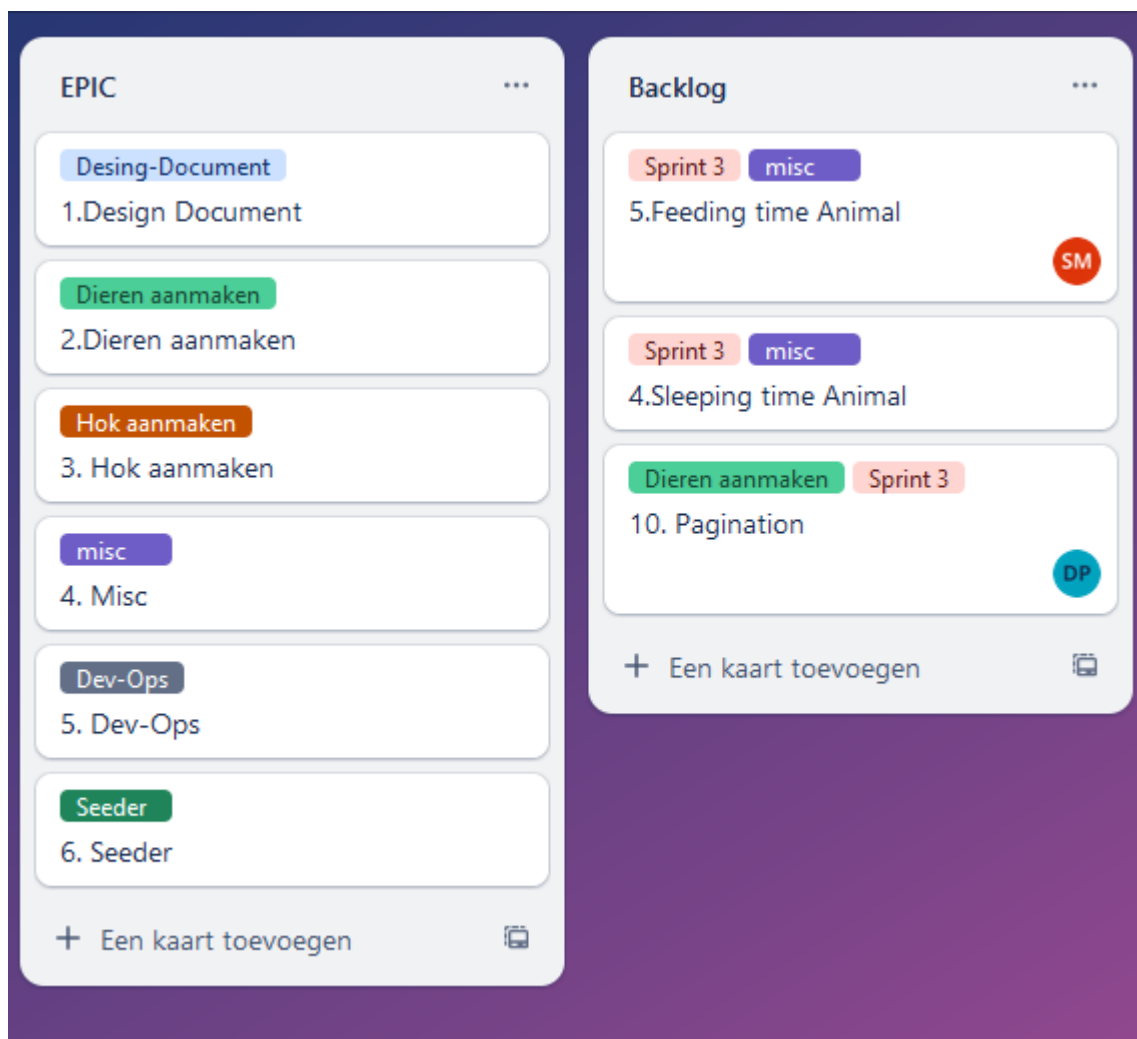 EPIC
Desing-Document
1.Design Document
Dieren aanmaken
2.Dieren aanmaken
Hok aanmaken
3. Hok aanmaken
misc
4. Misc
Dev-Ops
5. Dev-Ops
Seeder
6. Seeder
+ Een kaart toevoegen
Backlog
Sprint 3 misc
5.Feeding time Animal
SM
Sprint 3 misc
4.Sleeping time Animal
Dieren aanmaken Sprint 3
10. Pagination
DP
+ Een kaart toevoegen